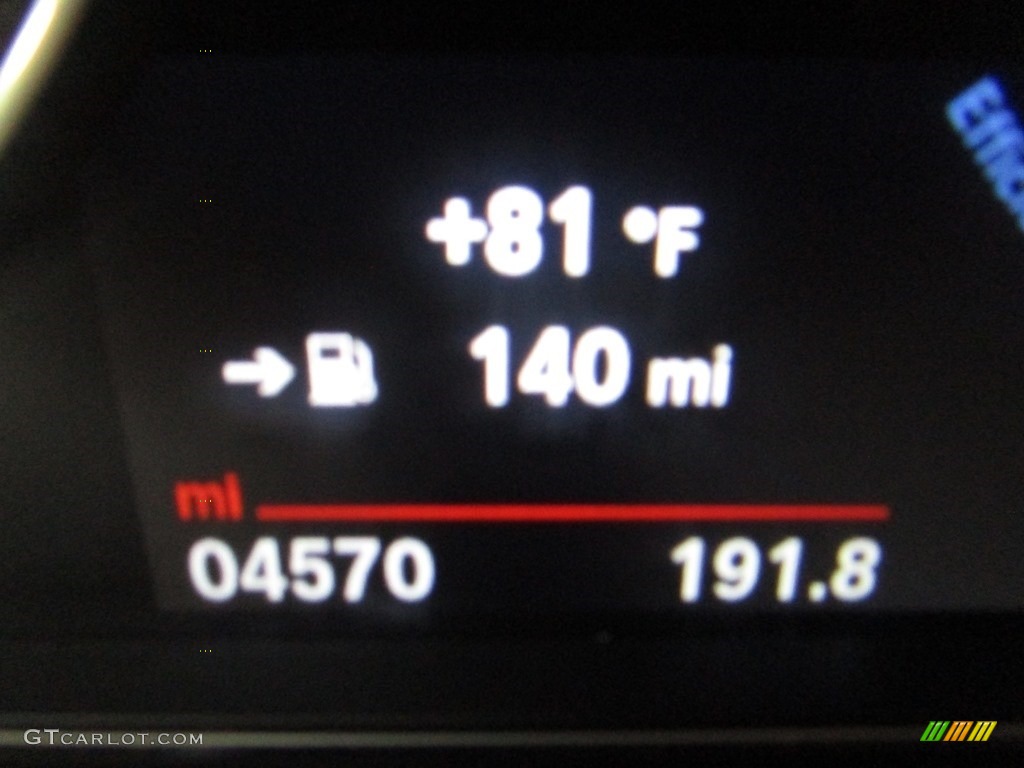 +81 °F
140 mi
mi
04570 191.8
GTCARLOT.COM